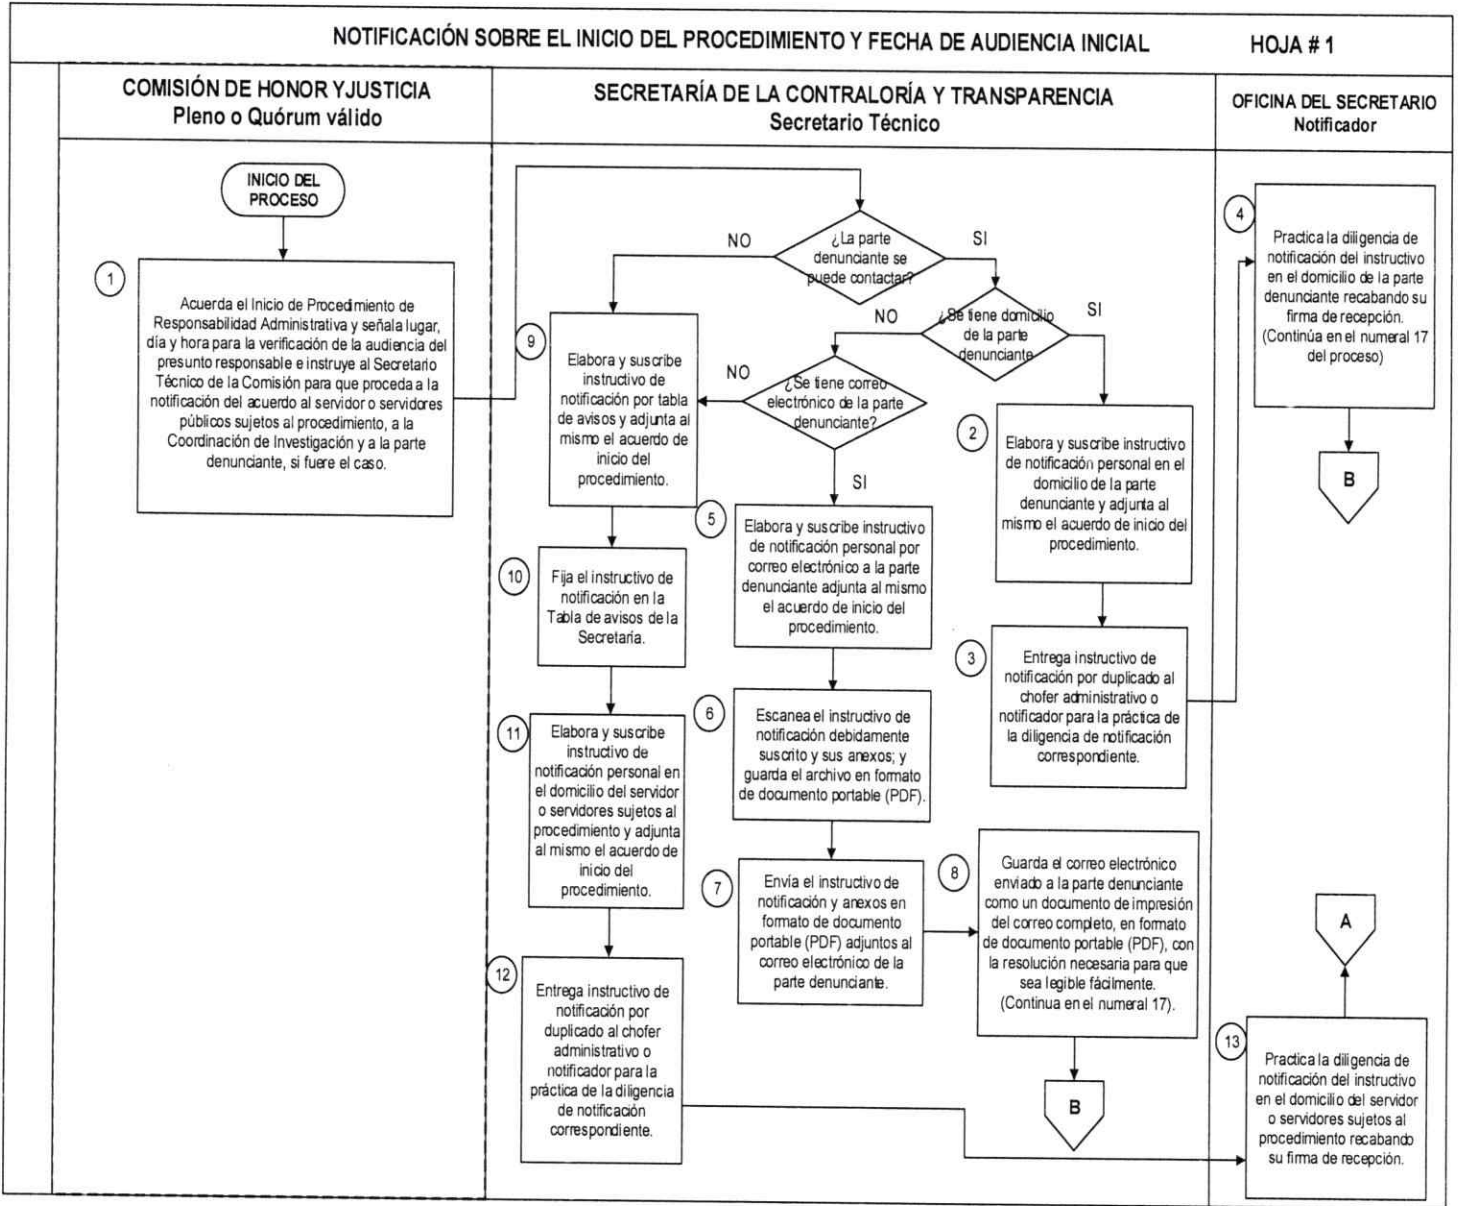 NOTIFICACIÓN SOBRE EL INICIO DEL PROCEDIMIENTO Y FECHA DE AUDIENCIA INICIAL
HOJA # 1
COMISIÓN DE HONOR YJUSTICIA
Pleno o Quórum válido
SECRETARÍA DE LA CONTRALORÍA Y TRANSPARENCIA
Secretario Técnico
OFICINA DEL SECRETARIO
Notificador
INICIO DEL
PROCESO
1
Acuerda el Inicio de Procedimiento de
Responsabilidad Administrativa y señala lugar,
día y hora para la verificación de la audiencia del
presunto responsable e instruye al Secretario
Técnico de la Comisión para que proceda a la
notificación del acuerdo al servidor o servidores
públicos sujetos al procedimiento, a la
Coordinación de Investigación y a la parte
denunciante, si fuere el caso.
¿La parte
denunciante se
puede contactar?
NO
SI
¿Se tiene domicilio
de la parte
denunciante
NO
SI
¿Se tiene correo
electrónico de la parte
denunciante?
NO
SI
9
Elabora y suscribe
instructivo de
notificación por tabla
de avisos y adjunta al
mismo el acuerdo de
inicio del
procedimiento.
10
Fija el instructivo de
notificación en la
Tabla de avisos de la
Secretaría.
11
Elabora y suscribe
instructivo de
notificación personal en
el domicilio del servidor
o servidores sujetos al
procedimiento y adjunta
al mismo el acuerdo de
inicio del
procedimiento.
12
Entrega instructivo de
notificación por
duplicado al chofer
administrativo o
notificador para la
práctica de la diligencia
de notificación
correspondiente.
5
Elabora y suscribe instructivo
de notificación personal por
correo electrónico a la parte
denunciante adjunta al mismo
el acuerdo de inicio del
procedimiento.
6
Escanea el instructivo de
notificación debidamente
suscrito y sus anexos; y
guarda el archivo en formato
de documento portable (PDF).
7
Envía el instructivo de
notificación y anexos en
formato de documento
portable (PDF) adjuntos al
correo electrónico de la
parte denunciante.
2
Elabora y suscribe instructivo
de notificación personal en el
domicilio de la parte
denunciante y adjunta al
mismo el acuerdo de inicio del
procedimiento.
3
Entrega instructivo de
notificación por duplicado al
chofer administrativo o
notificador para la práctica de
la diligencia de notificación
correspondiente.
8
Guarda el correo electrónico
enviado a la parte denunciante
como un documento de impresión
del correo completo, en formato
de documento portable (PDF), con
la resolución necesaria para que
sea legible fácilmente.
(Continua en el numeral 17).
B
4
Practica la diligencia de
notificación del instructivo
en el domicilio de la parte
denunciante recabando su
firma de recepción.
(Continúa en el numeral 17
del proceso)
B
A
13
Practica la diligencia de
notificación del instructivo
en el domicilio del servidor
o servidores sujetos al
procedimiento recabando
su firma de recepción.